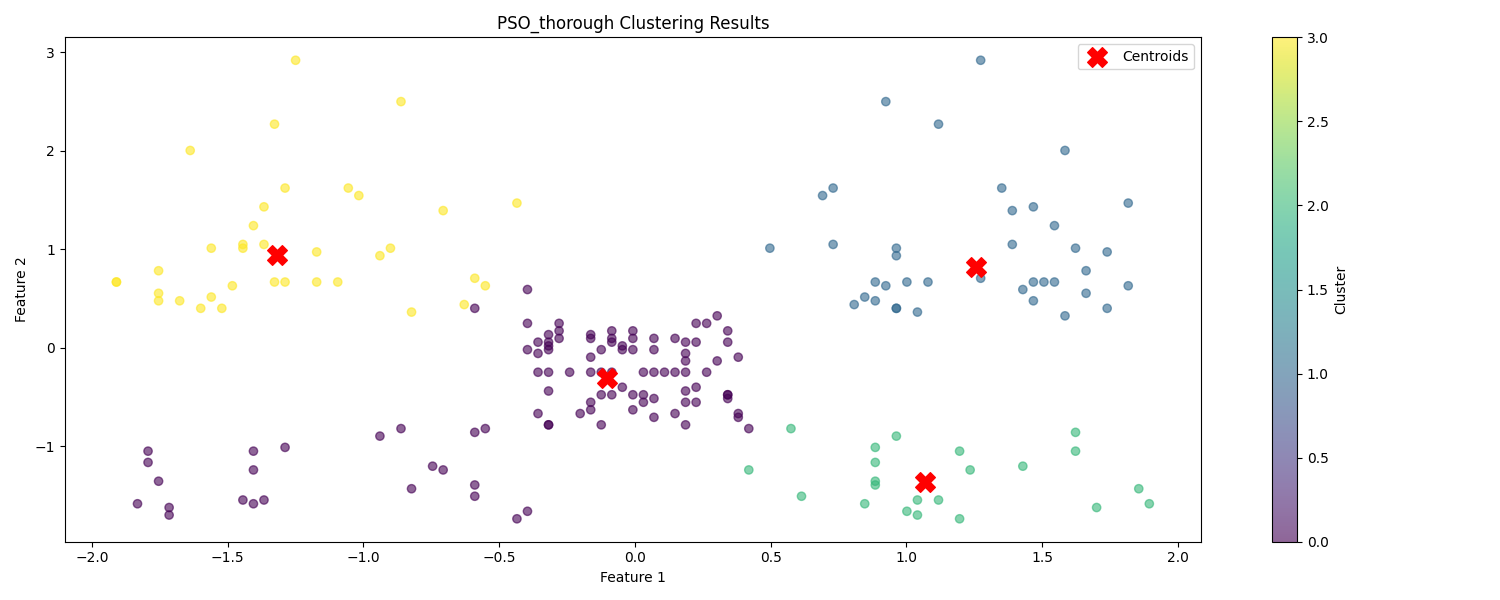 PSO_thorough Clustering Results
Centroids
3
2
1
0
−1
Feature 2
−2.0 −1.5 −1.0 −0.5 0.0 0.5 1.0 1.5 2.0
Feature 1
3.0
2.5
2.0
1.5
1.0
0.5
0.0
Cluster